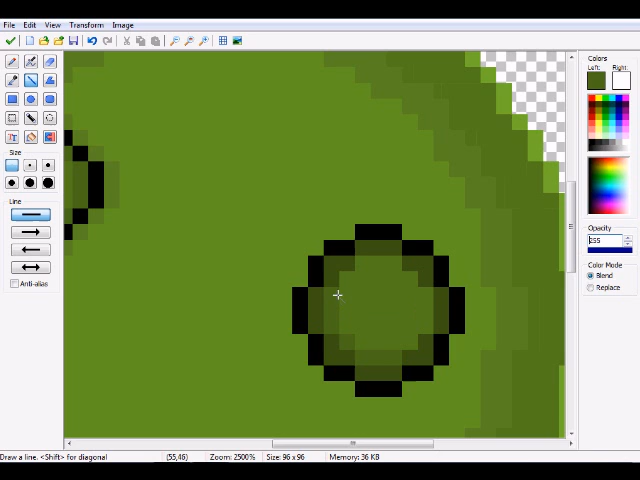 File Edit View Transform Image
Size
Line
Anti-alias
Colors
Left: Right:
Opacity
255
Color Mode
Blend
Replace
Draw a line. <Shift> for diagonal (55,46) Zoom: 2500% Size: 96 x 96 Memory: 36 KB